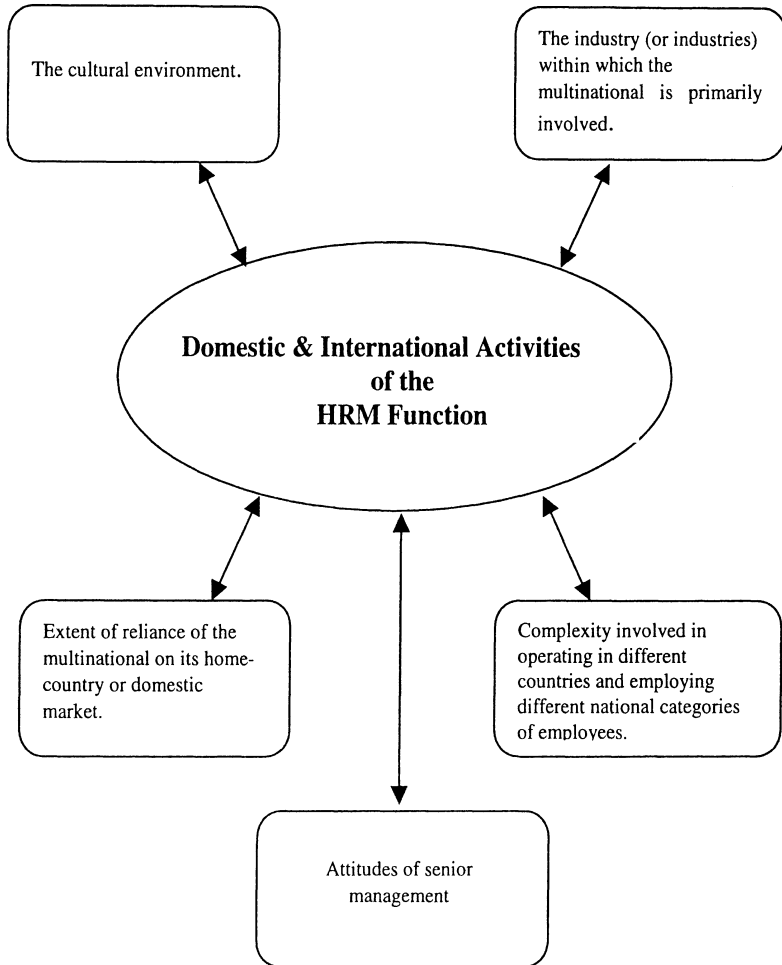 The cultural environment.
The industry (or industries)
within which the
multinational is primarily
involved.
Domestic & International Activities
of the
HRM Function
Extent of reliance of the
multinational on its home-
country or domestic
market.
Complexity involved in
operating in different
countries and employing
different national categories
of employees.
Attitudes of senior
management